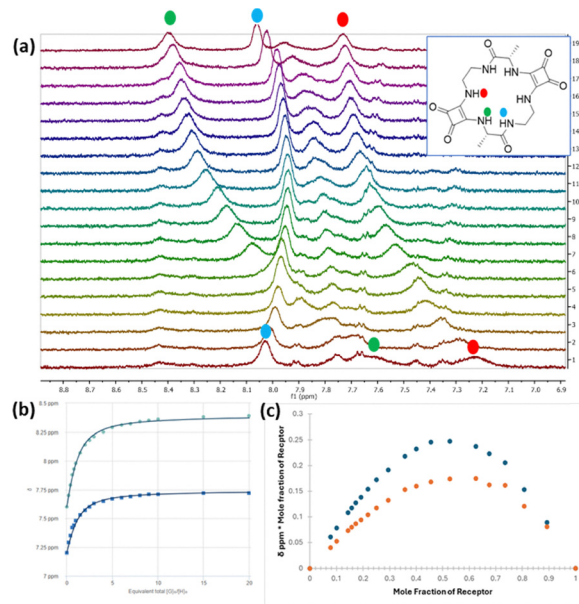 (a)
19
18
17
16
15
14
13
12
11
10
9
8
7
6
5
4
3
2
1
8.8 8.7 8.6 8.5 8.4 8.3 8.2 8.1 8.0 7.9 7.8 7.7 7.6 7.5 7.4 7.3 7.2 7.1 7.0 6.9
f1 (ppm)
O
NH NH O
NH O
O HN
O NH HN HN O
O
(b)
8.5 ppm
8.25 ppm
8 ppm
7.75 ppm
7.5 ppm
7.25 ppm
7 ppm
0 5 10 15 20
Equivalent total [G]₀/[H]₀
(c)
δ ppm * Mole fraction of Receptor
0.3
0.25
0.2
0.15
0.1
0.05
0
0 0.1 0.2 0.3 0.4 0.5 0.6 0.7 0.8 0.9 1
Mole Fraction of Receptor